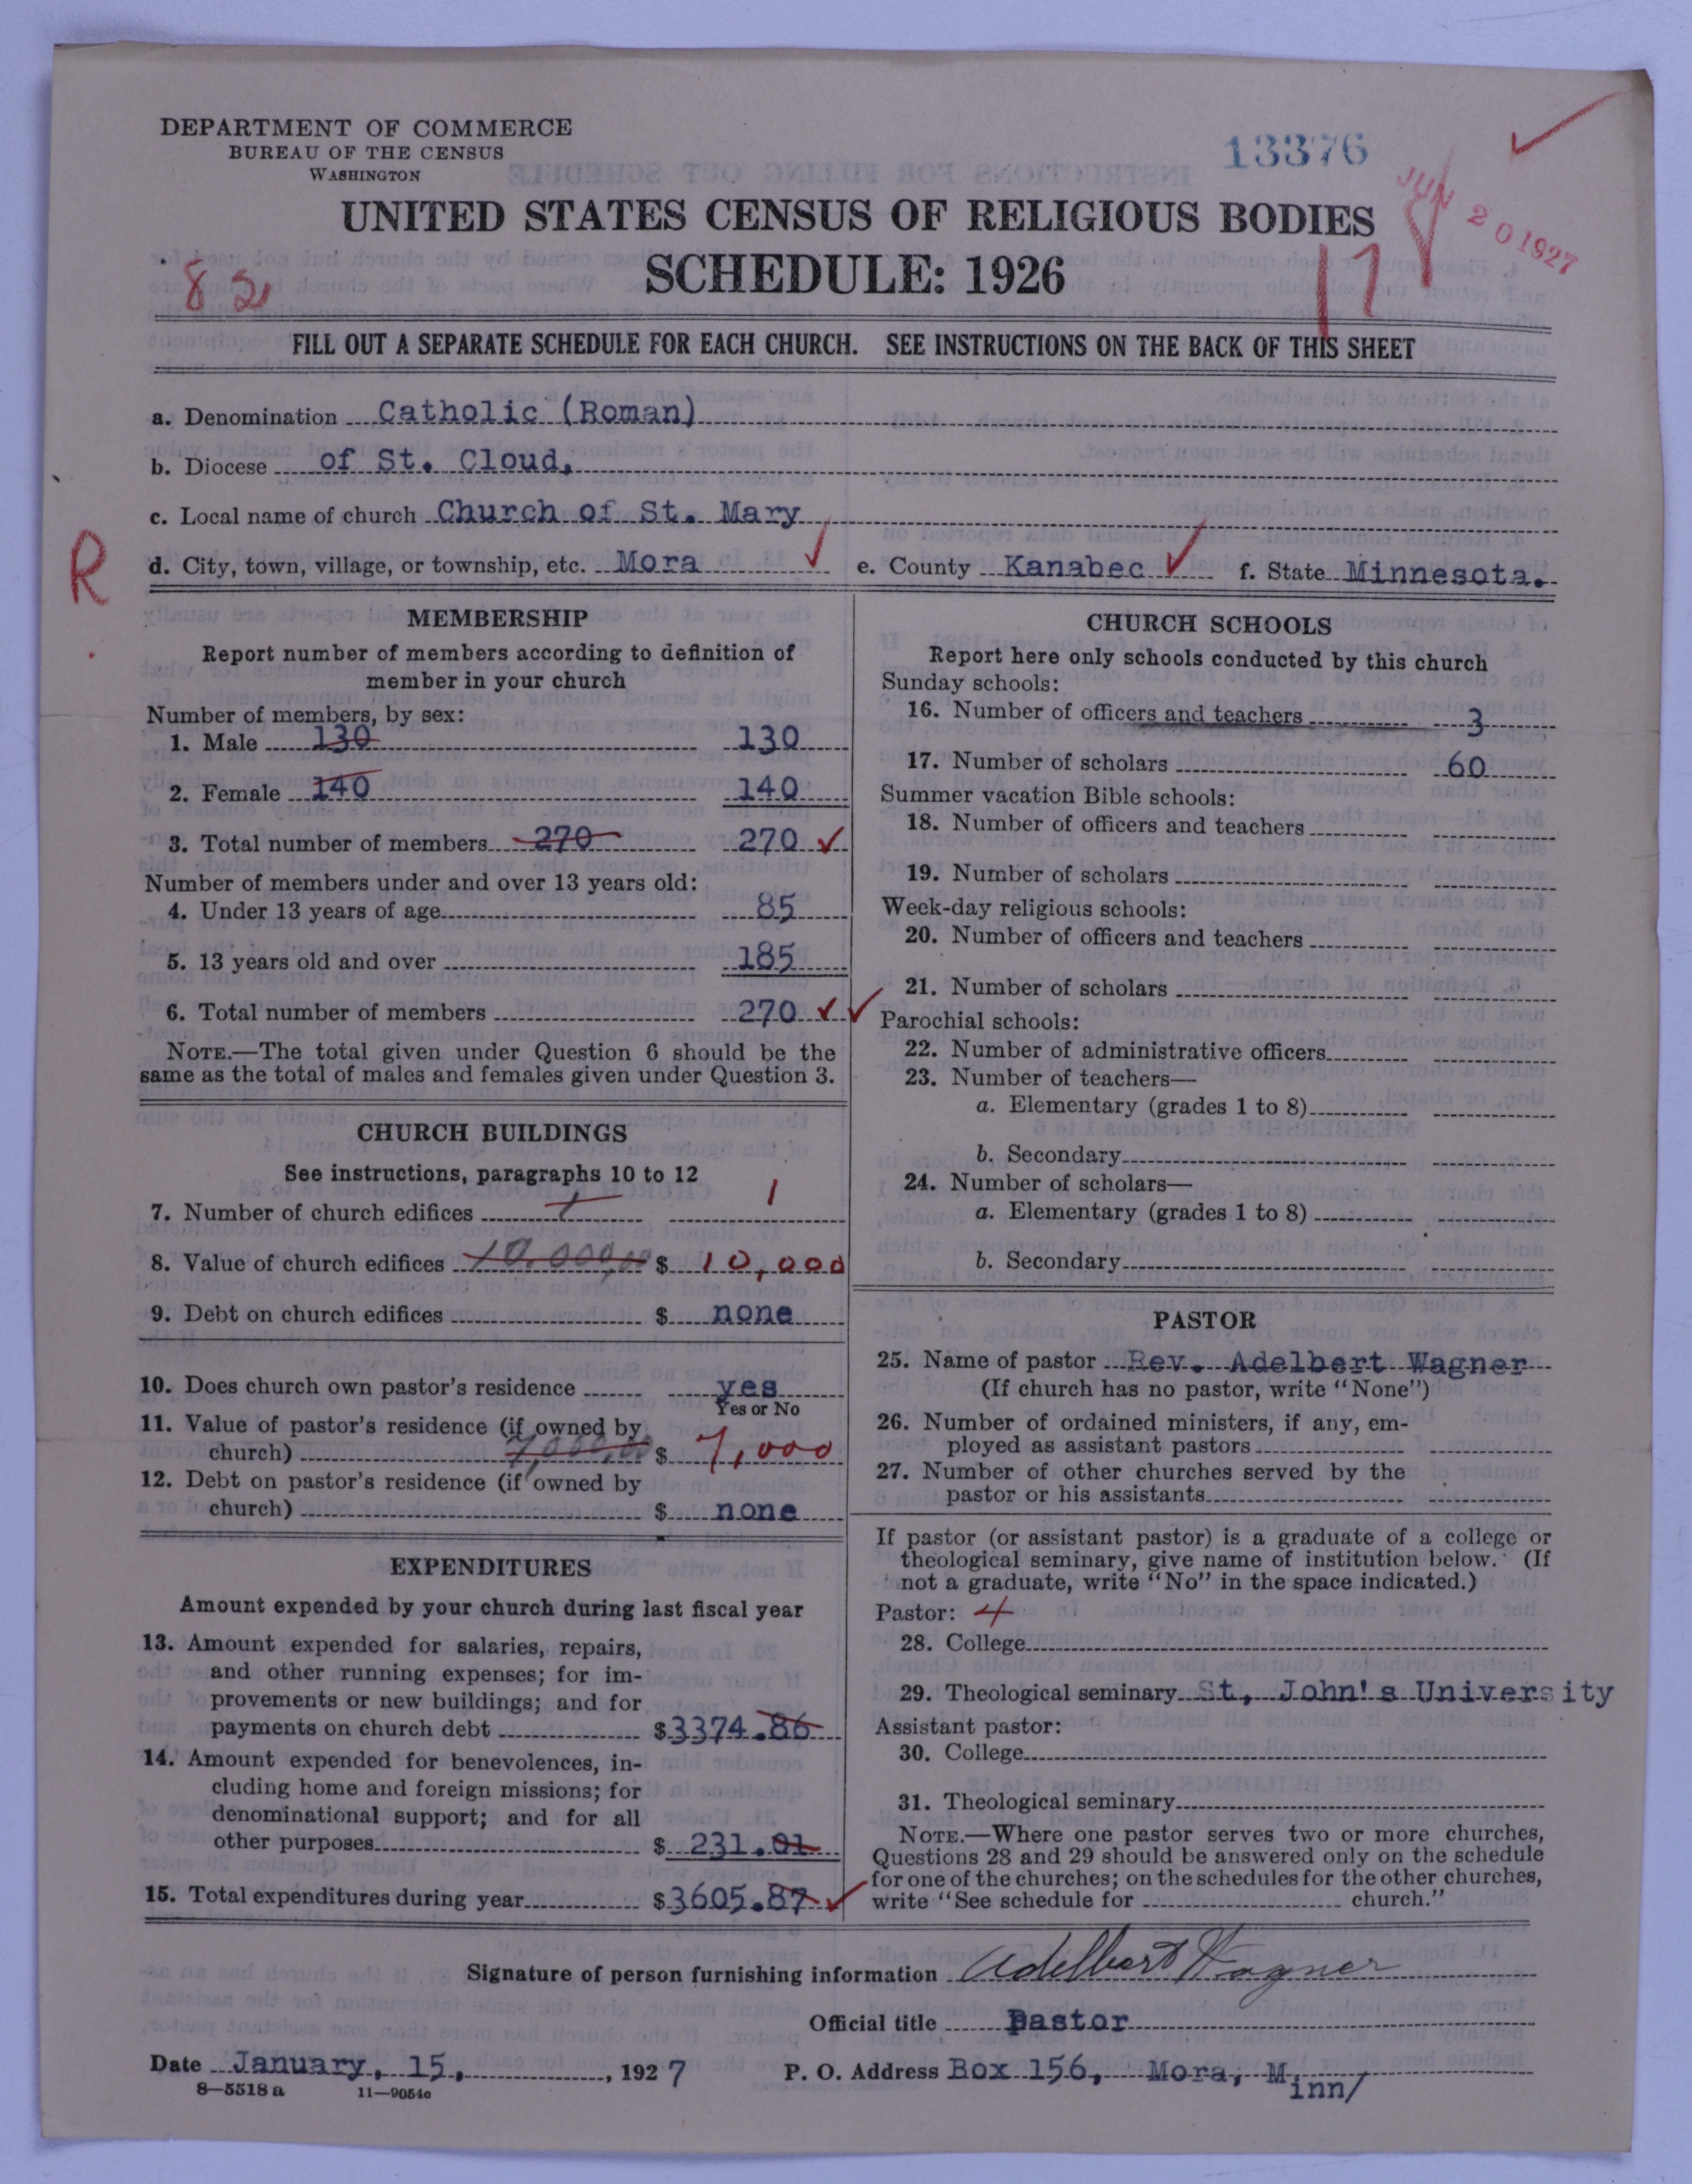 DEPARTMENT OF COMMERCE
BUREAU OF THE CENSUS
WASHINGTON
13376
JUN 20 1927
UNITED STATES CENSUS OF RELIGIOUS BODIES
SCHEDULE: 1926
82
117
FILL OUT A SEPARATE SCHEDULE FOR EACH CHURCH. SEE INSTRUCTIONS ON THE BACK OF THIS SHEET
a. Denomination Catholic (Roman)
b. Diocese of St. Cloud,
c. Local name of church Church of St. Mary
R
d. City, town, village, or township, etc. Mora e. County Kanabec f. State Minnesota.
MEMBERSHIP
Report number of members according to definition of
member in your church
Number of members, by sex:
1. Male 130 130
2. Female 140 140
3. Total number of members 270 270
Number of members under and over 13 years old:
4. Under 13 years of age 85
5. 13 years old and over 185
6. Total number of members 270
NOTE.—The total given under Question 6 should be the
same as the total of males and females given under Question 3.
CHURCH BUILDINGS
See instructions, paragraphs 10 to 12
7. Number of church edifices 1 1
8. Value of church edifices 10,000,00 $ 10,000
9. Debt on church edifices $ none
10. Does church own pastor's residence yes
Yes or No
11. Value of pastor's residence (if owned by
church) 7,000,00 $ 7,000
12. Debt on pastor's residence (if owned by
church) $ none
EXPENDITURES
Amount expended by your church during last fiscal year
13. Amount expended for salaries, repairs,
and other running expenses; for im-
provements or new buildings; and for
payments on church debt $3374.86
14. Amount expended for benevolences, in-
cluding home and foreign missions; for
denominational support; and for all
other purposes $ 231.01
15. Total expenditures during year $3605.87
CHURCH SCHOOLS
Report here only schools conducted by this church
Sunday schools:
16. Number of officers and teachers 3
17. Number of scholars 60
Summer vacation Bible schools:
18. Number of officers and teachers
19. Number of scholars
Week-day religious schools:
20. Number of officers and teachers
21. Number of scholars
Parochial schools:
22. Number of administrative officers
23. Number of teachers—
a. Elementary (grades 1 to 8)
b. Secondary
24. Number of scholars—
a. Elementary (grades 1 to 8)
b. Secondary
PASTOR
25. Name of pastor Rev. Adelbert Wagner
(If church has no pastor, write "None")
26. Number of ordained ministers, if any, em-
ployed as assistant pastors
27. Number of other churches served by the
pastor or his assistants
If pastor (or assistant pastor) is a graduate of a college or
theological seminary, give name of institution below. (If
not a graduate, write "No" in the space indicated.)
Pastor: 4
28. College
29. Theological seminary St, John's University
Assistant pastor:
30. College
31. Theological seminary
NOTE.—Where one pastor serves two or more churches,
Questions 28 and 29 should be answered only on the schedule
for one of the churches; on the schedules for the other churches,
write "See schedule for church."
Signature of person furnishing information Adelbert Wagner
Official title Pastor
Date January, 15, , 1927 P. O. Address Box 156, Mora, Minn/
8—5518 a 11—9054c